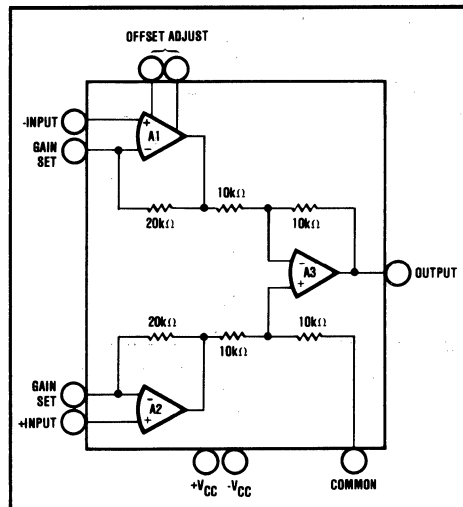 OFFSET ADJUST
-INPUT
+
A1
GAIN
SET
-
20kΩ
10kΩ
10kΩ
-
A3
+
OUTPUT
20kΩ
10kΩ
10kΩ
GAIN
SET
-
A2
+INPUT
+
+VCC
-VCC
COMMON